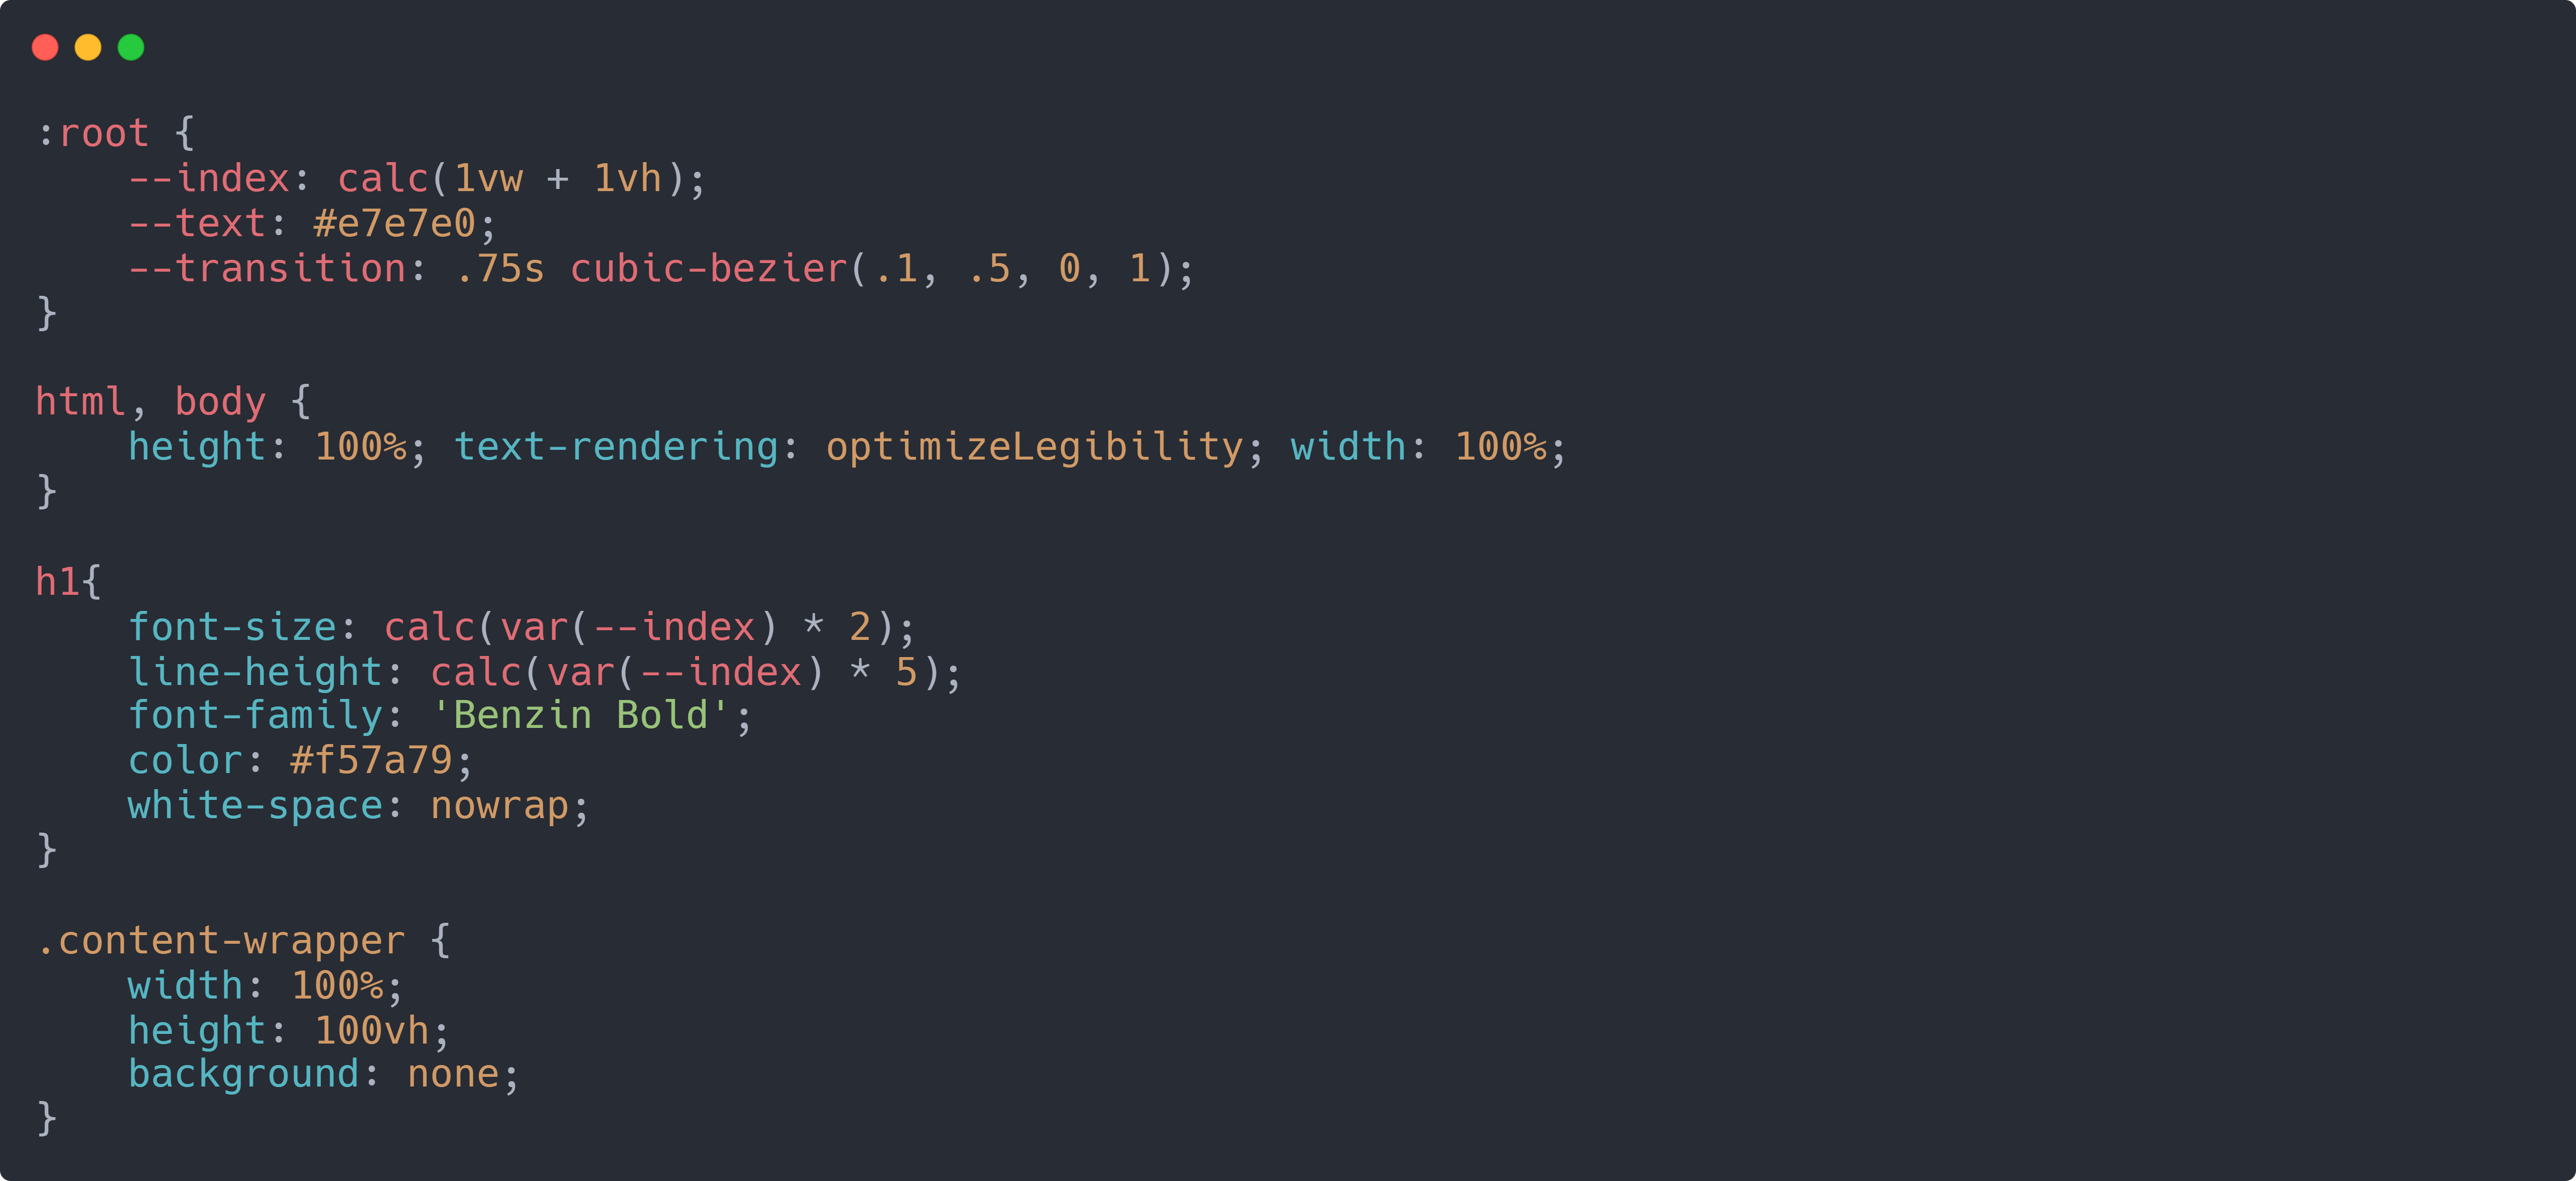 :root {
    --index: calc(1vw + 1vh);
    --text: #e7e7e0;
    --transition: .75s cubic-bezier(.1, .5, 0, 1);
}

html, body {
    height: 100%; text-rendering: optimizeLegibility; width: 100%;
}

h1{
    font-size: calc(var(--index) * 2);
    line-height: calc(var(--index) * 5);
    font-family: 'Benzin Bold';
    color: #f57a79;
    white-space: nowrap;
}

.content-wrapper {
    width: 100%;
    height: 100vh;
    background: none;
}